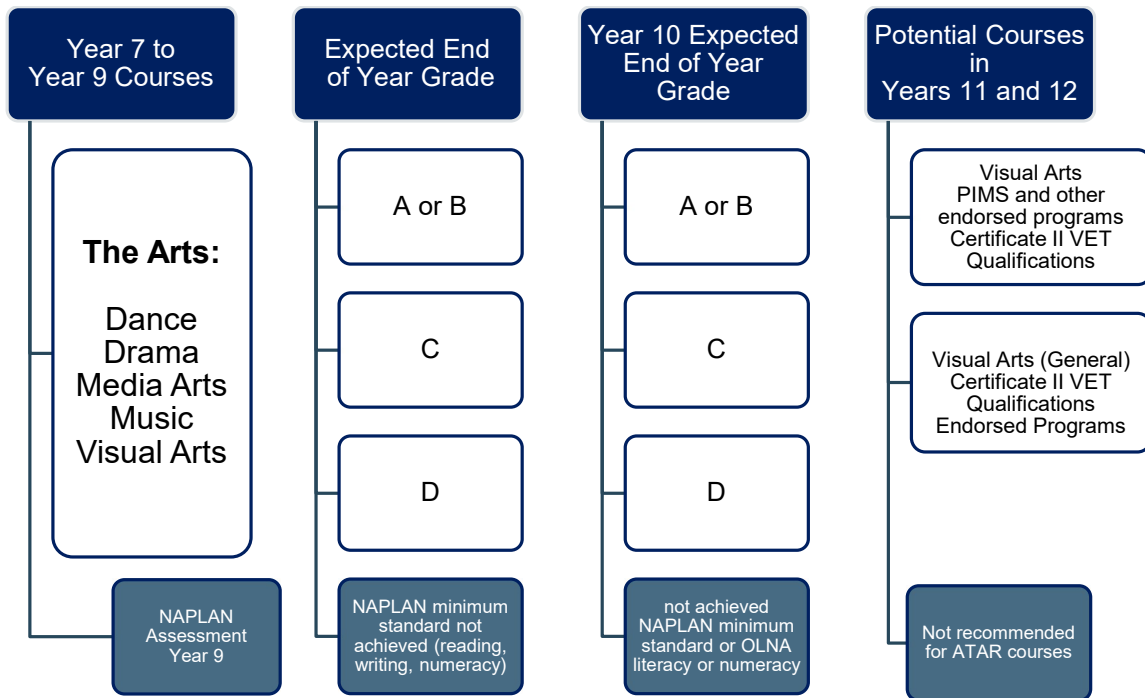 Year 7 to
Year 9 Courses
The Arts:
Dance
Drama
Media Arts
Music
Visual Arts
NAPLAN
Assessment
Year 9
Expected End
of Year Grade
A or B
C
D
NAPLAN minimum
standard not
achieved (reading,
writing, numeracy)
Year 10 Expected
End of Year
Grade
A or B
C
D
not achieved
NAPLAN minimum
standard or OLNA
literacy or numeracy
Potential Courses
in
Years 11 and 12
Visual Arts
PIMS and other
endorsed programs
Certificate II VET
Qualifications
Visual Arts (General)
Certificate II VET
Qualifications
Endorsed Programs
Not recommended
for ATAR courses